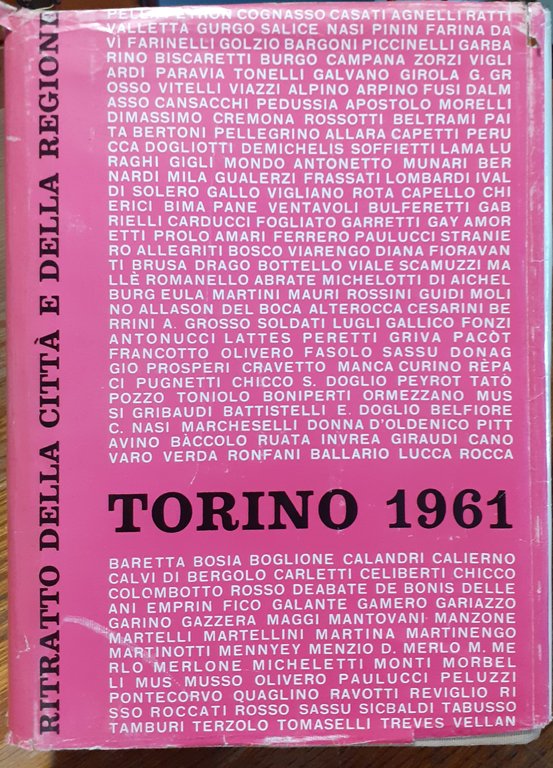 RITRATTO DELLA CITTÀ E DELLA REGIONE
COGNASSO CASATI AGNELLI RATTI
VALLETTA GURGO SALICE NASI PININ FARINA DA
VÌ FARINELLI GOLZIO BARGONI PICCINELLI GARBA
RINO BISCARETTI BURGO CAMPANA ZORZI VIGLI
ARDI PARAVIA TONELLI GALVANO GIROLA G. GR
OSSO VITELLI VIAZZI ALPINO ARPINO FUSI DALM
ASSO CANSACCHI PEDUSSIA APOSTOLO MORELLI
DIMASSIMO CREMONA ROSSOTTI BELTRAMI PAI
TA BERTONI PELLEGRINO ALLARA CAPETTI PERU
CCA DOGLIOTTI DEMICHELIS SOFFIETTI LAMA LU
RAGHI GIGLI MONDO ANTONETTO MUNARI BER
NARDI MILA GUALERZI FRASSATI LOMBARDI IVAL
DI SOLERO GALLO VIGLIANO ROTA CAPELLO CHI
ERICI BIMA PANE VENTAVOLI BULFERETTI GAB
RIELLI CARDUCCI FOGLIATO GARRETTI GAY AMOR
ETTI PROLO AMARI FERRERO PAULUCCI STRANIE
RO ALLEGRITI BOSCO VIARENGO DIANA FIORAVAN
TI BRUSA DRAGO BOTTELLO VIALE SCAMUZZI MA
LLÈ ROMANELLO ABRATE MICHELOTTI DI AICHEL
BURG EULA MARTINI MAURI ROSSINI GUIDI MOLI
NO ALLASON DEL BOCA ALTEROCCA CESARINI BE
RRINI A. GROSSO SOLDATI LUGLI GALLICO FONZI
ANTONUCCI LATTES PERETTI GRIVA PACÒT
FRANCOTTO OLIVERO FASOLO SASSU DONAG
GIO PROSPERI CRAVETTO MANCA CURINO RÈPA
CI PUGNETTI CHICCO S. DOGLIO PEYROT TATÒ
POZZO TONIOLO BONIPERTI ORMEZZANO MUS
SI GRIBAUDI BATTISTELLI E. DOGLIO BELFIORE
C. NASI MARCHESELLI DONNA D'OLDENICO PITT
AVINO BÀCCOLO RUATA INVREA GIRAUDI CANO
VARO VERDA RONFANI BALLARIO LUCCA ROCCA
TORINO 1961
BARETTA BOSIA BOGLIONE CALANDRI CALIERNO
CALVI DI BERGOLO CARLETTI CELIBERTI CHICCO
COLOMBOTTO ROSSO DEABATE DE BONIS DELLE
ANI EMPRIN FICO GALANTE GAMERO GARIAZZO
GARINO GAZZERA MAGGI MANTOVANI MANZONE
MARTELLI MARTELLINI MARTINA MARTINENGO
MARTINOTTI MENNYEY MENZIO D. MERLO M. ME
RLO MERLONE MICHELETTI MONTI MORBEL
LI MUS MUSSO OLIVERO PAULUCCI PELUZZI
PONTECORVO QUAGLINO RAVOTTI REVIGLIO RI
SSO ROCCATI ROSSO SASSU SICBALDI TABUSSO
TAMBURI TERZOLO TOMASELLI TREVES VELLAN